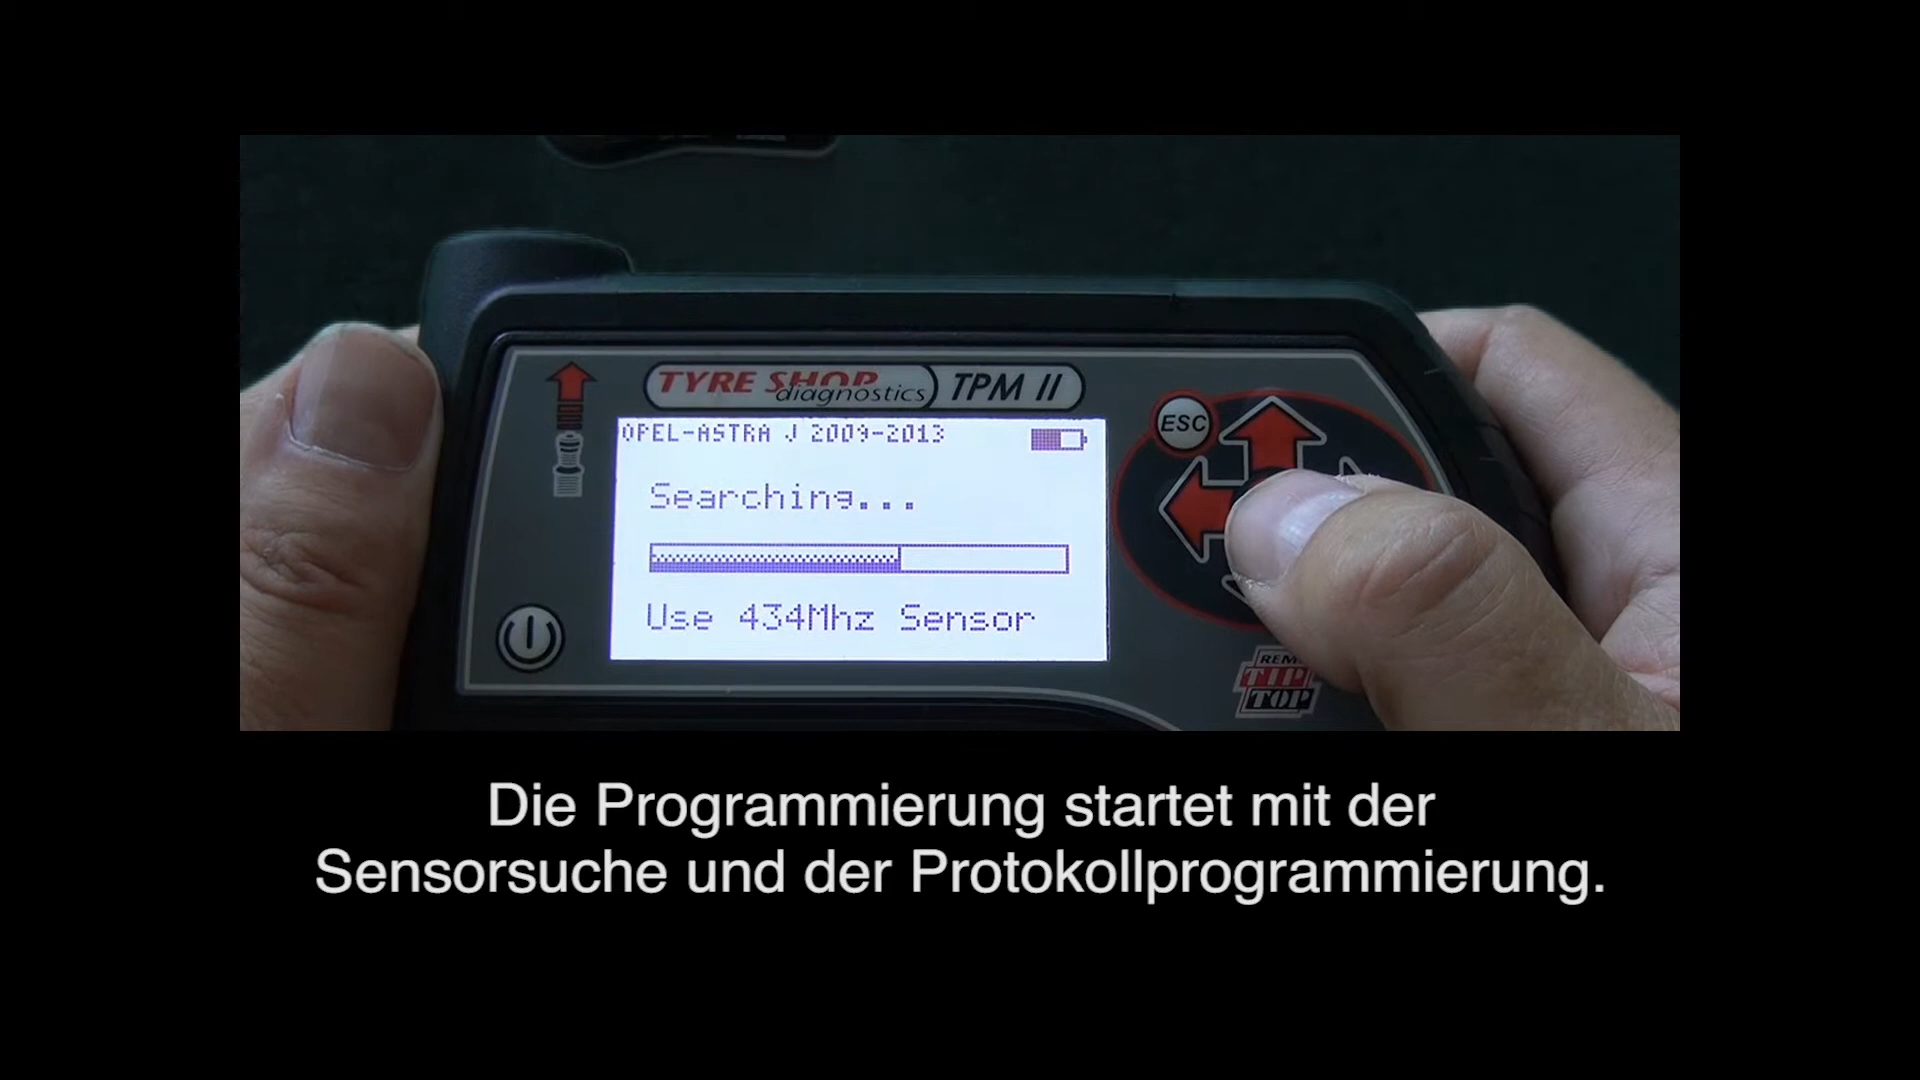 TYRE SHOP diagnostics TPM II
OPEL-ASTRA J 2009-2013
ESC
Searching...
Use 434Mhz Sensor
TIP
TOP
Die Programmierung startet mit der
Sensorsuche und der Protokollprogrammierung.